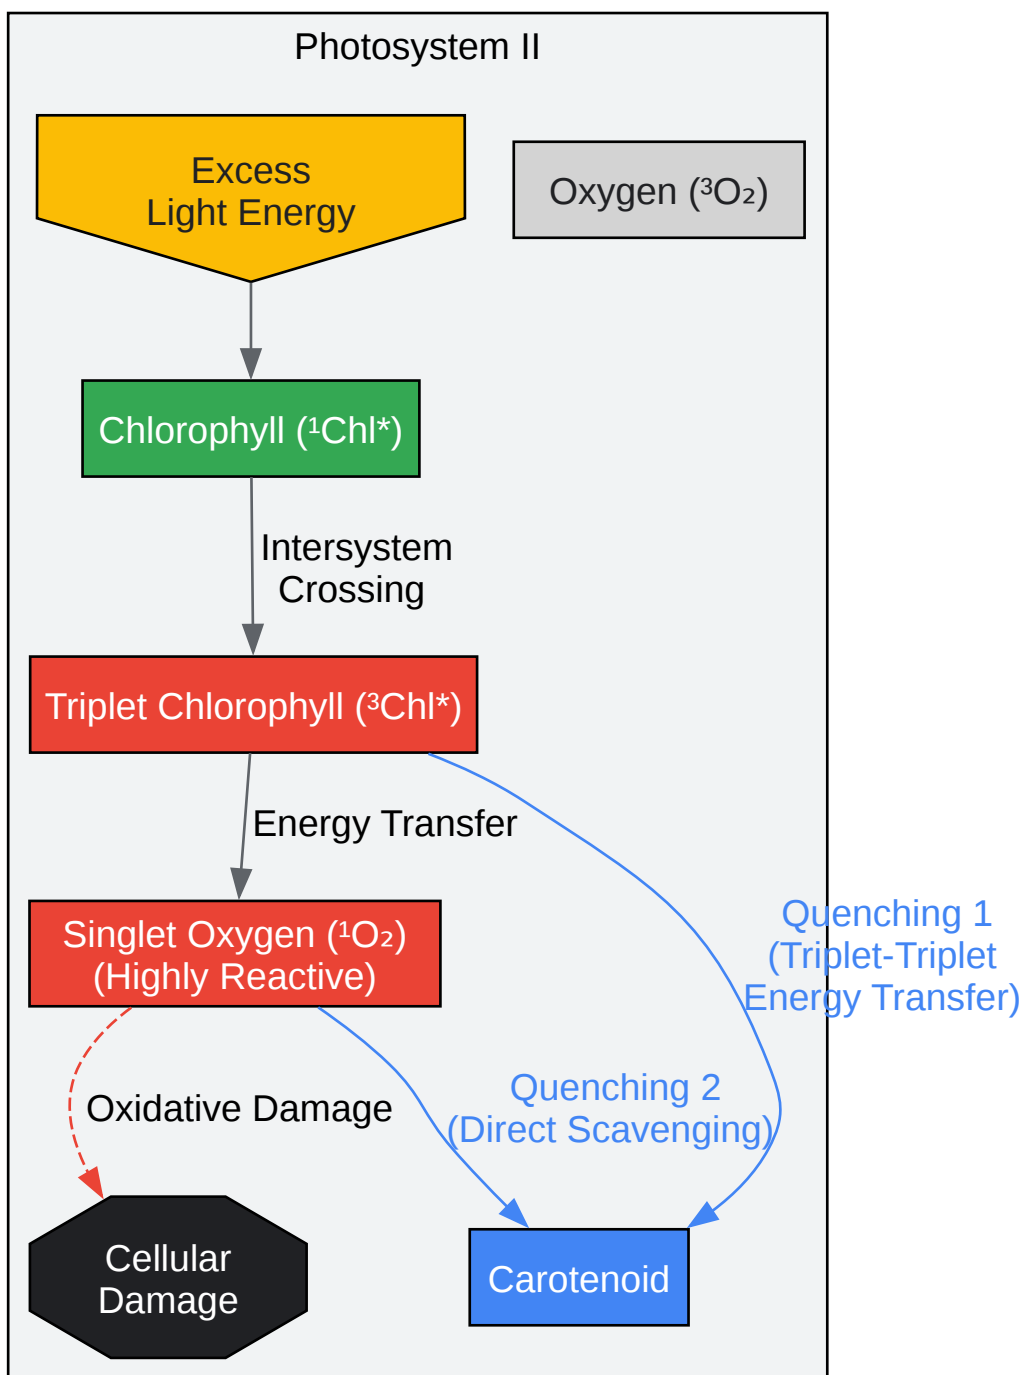 Photosystem II
Excess
Light Energy
Oxygen (³O₂)
Chlorophyll (¹Chl*)
Intersystem
Crossing
Triplet Chlorophyll (³Chl*)
Energy Transfer
Quenching 1
(Triplet-Triplet
Energy Transfer)
Singlet Oxygen (¹O₂)
(Highly Reactive)
Oxidative Damage
Quenching 2
(Direct Scavenging)
Cellular
Damage
Carotenoid